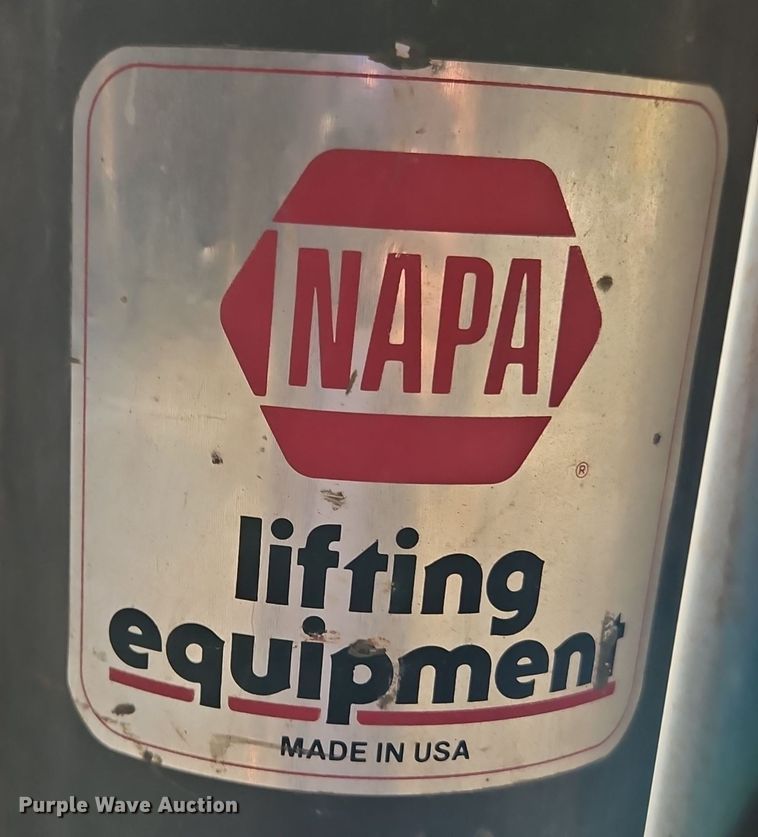 NAPA
®
lifting
equipment
MADE IN USA
Purple Wave Auction